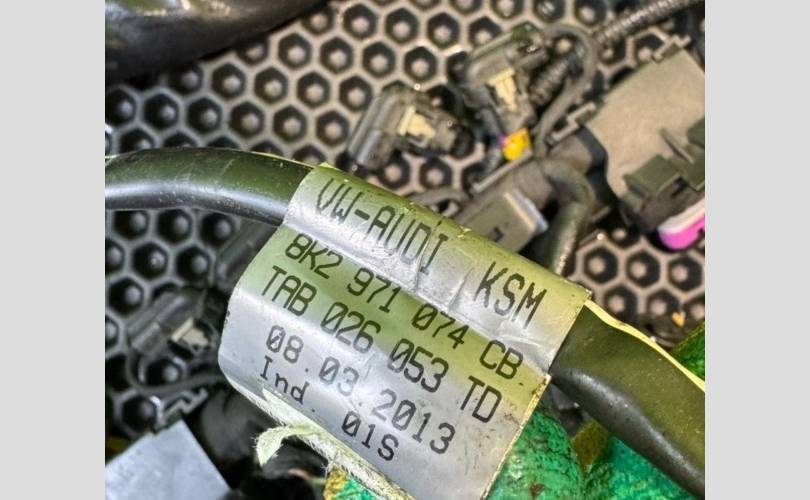 VW-AUDI KSM
8K2 971 074 CB
TAB 026 053 TD
08.03.2013
Ind. 01S